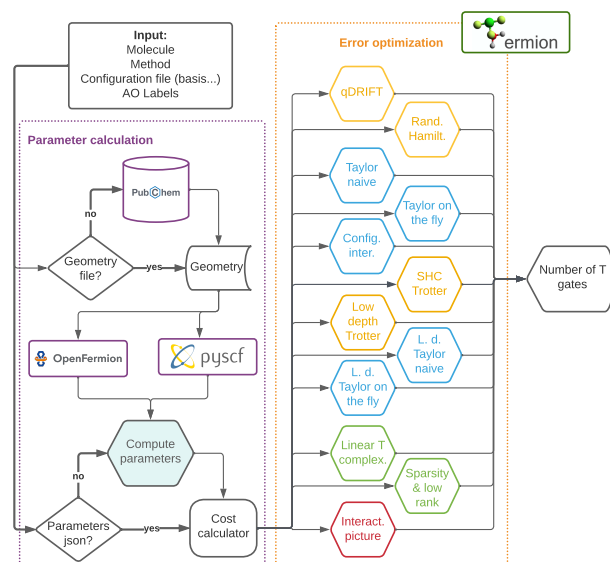 Input:
Molecule
Method
Configuration file (basis...)
AO Labels
Error optimization
ermion
Parameter calculation
PubChem
no
Geometry
file?
yes
Geometry
OpenFermion
pyscf
Compute
parameters
no
Parameters
json?
yes
Cost
calculator
qDRIFT
Rand.
Hamilt.
Taylor
naive
Taylor on
the fly
Config.
inter.
SHC
Trotter
Low
depth
Trotter
L. d.
Taylor
naive
L. d.
Taylor on
the fly
Linear T
complex.
Sparsity
& low
rank
Interact.
picture
Number of T
gates